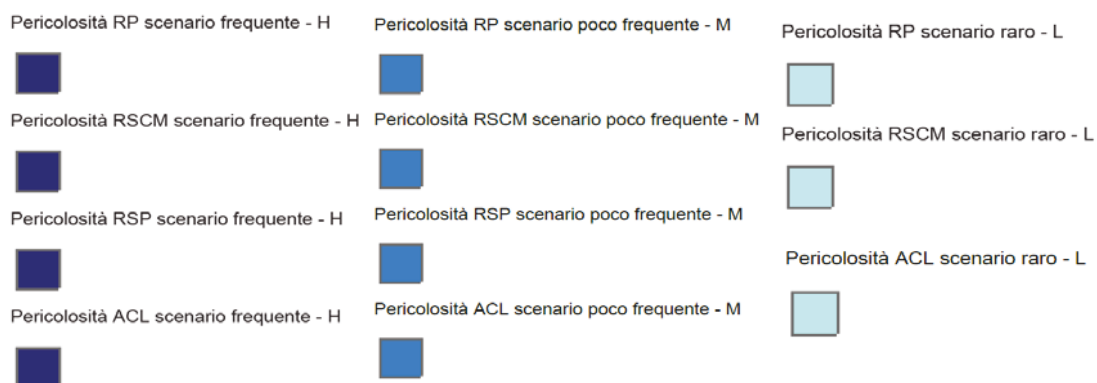 Pericolosità RP scenario frequente - H
Pericolosità RSCM scenario frequente - H
Pericolosità RSP scenario frequente - H
Pericolosità ACL scenario frequente - H
Pericolosità RP scenario poco frequente - M
Pericolosità RSCM scenario poco frequente - M
Pericolosità RSP scenario poco frequente - M
Pericolosità ACL scenario poco frequente - M
Pericolosità RP scenario raro - L
Pericolosità RSCM scenario raro - L
Pericolosità ACL scenario raro - L